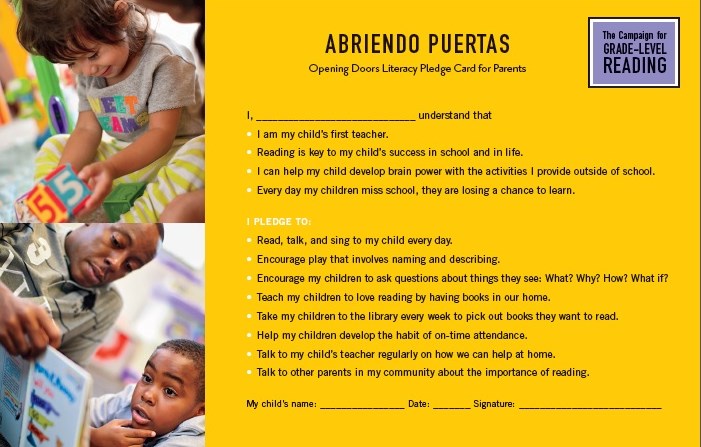 ABRIENDO PUERTAS
Opening Doors Literacy Pledge Card for Parents
The Campaign for
GRADE-LEVEL
READING
I, ______________________________ understand that
• I am my child's first teacher.
• Reading is key to my child's success in school and in life.
• I can help my child develop brain power with the activities I provide outside of school.
• Every day my children miss school, they are losing a chance to learn.
I PLEDGE TO:
• Read, talk, and sing to my child every day.
• Encourage play that involves naming and describing.
• Encourage my children to ask questions about things they see: What? Why? How? What if?
• Teach my children to love reading by having books in our home.
• Take my children to the library every week to pick out books they want to read.
• Help my children develop the habit of on-time attendance.
• Talk to my child's teacher regularly on how we can help at home.
• Talk to other parents in my community about the importance of reading.
My child's name: ________________ Date: _______ Signature: ___________________________
55